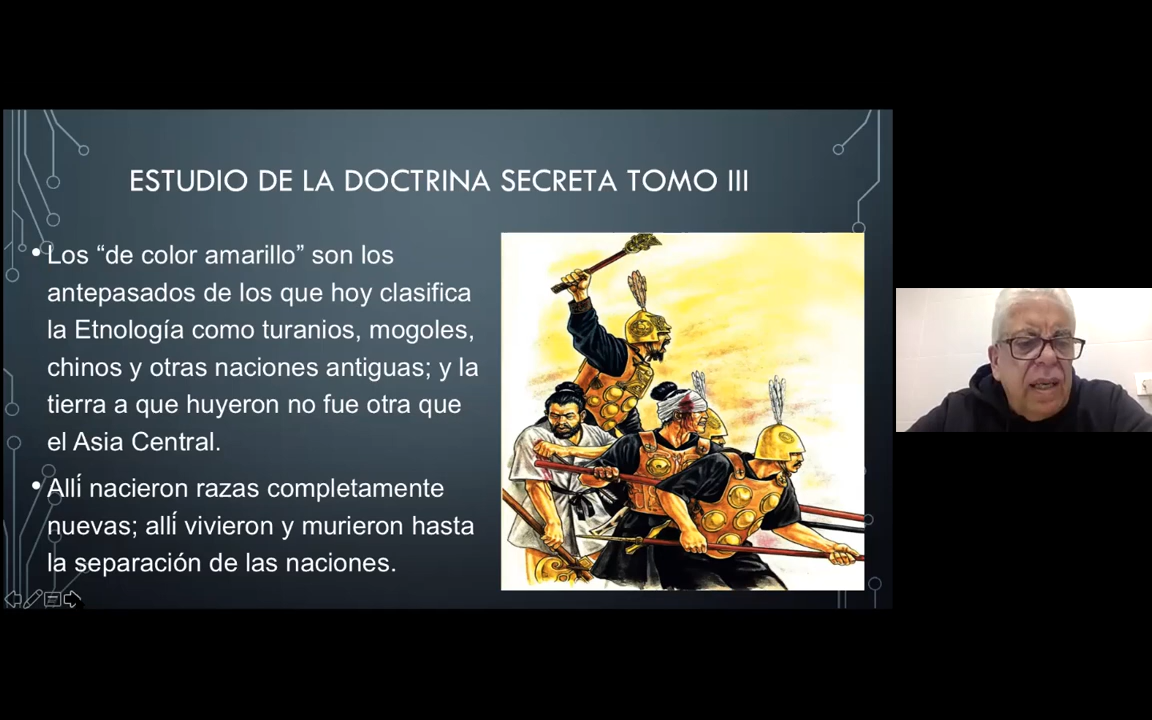 ESTUDIO DE LA DOCTRINA SECRETA TOMO III
• Los “de color amarillo” son los
antepasados de los que hoy clasifica
la Etnología como turanios, mogoles,
chinos y otras naciones antiguas; y la
tierra a que huyeron no fue otra que
el Asia Central.
• Allí nacieron razas completamente
nuevas; allí vivieron y murieron hasta
la separación de las naciones.